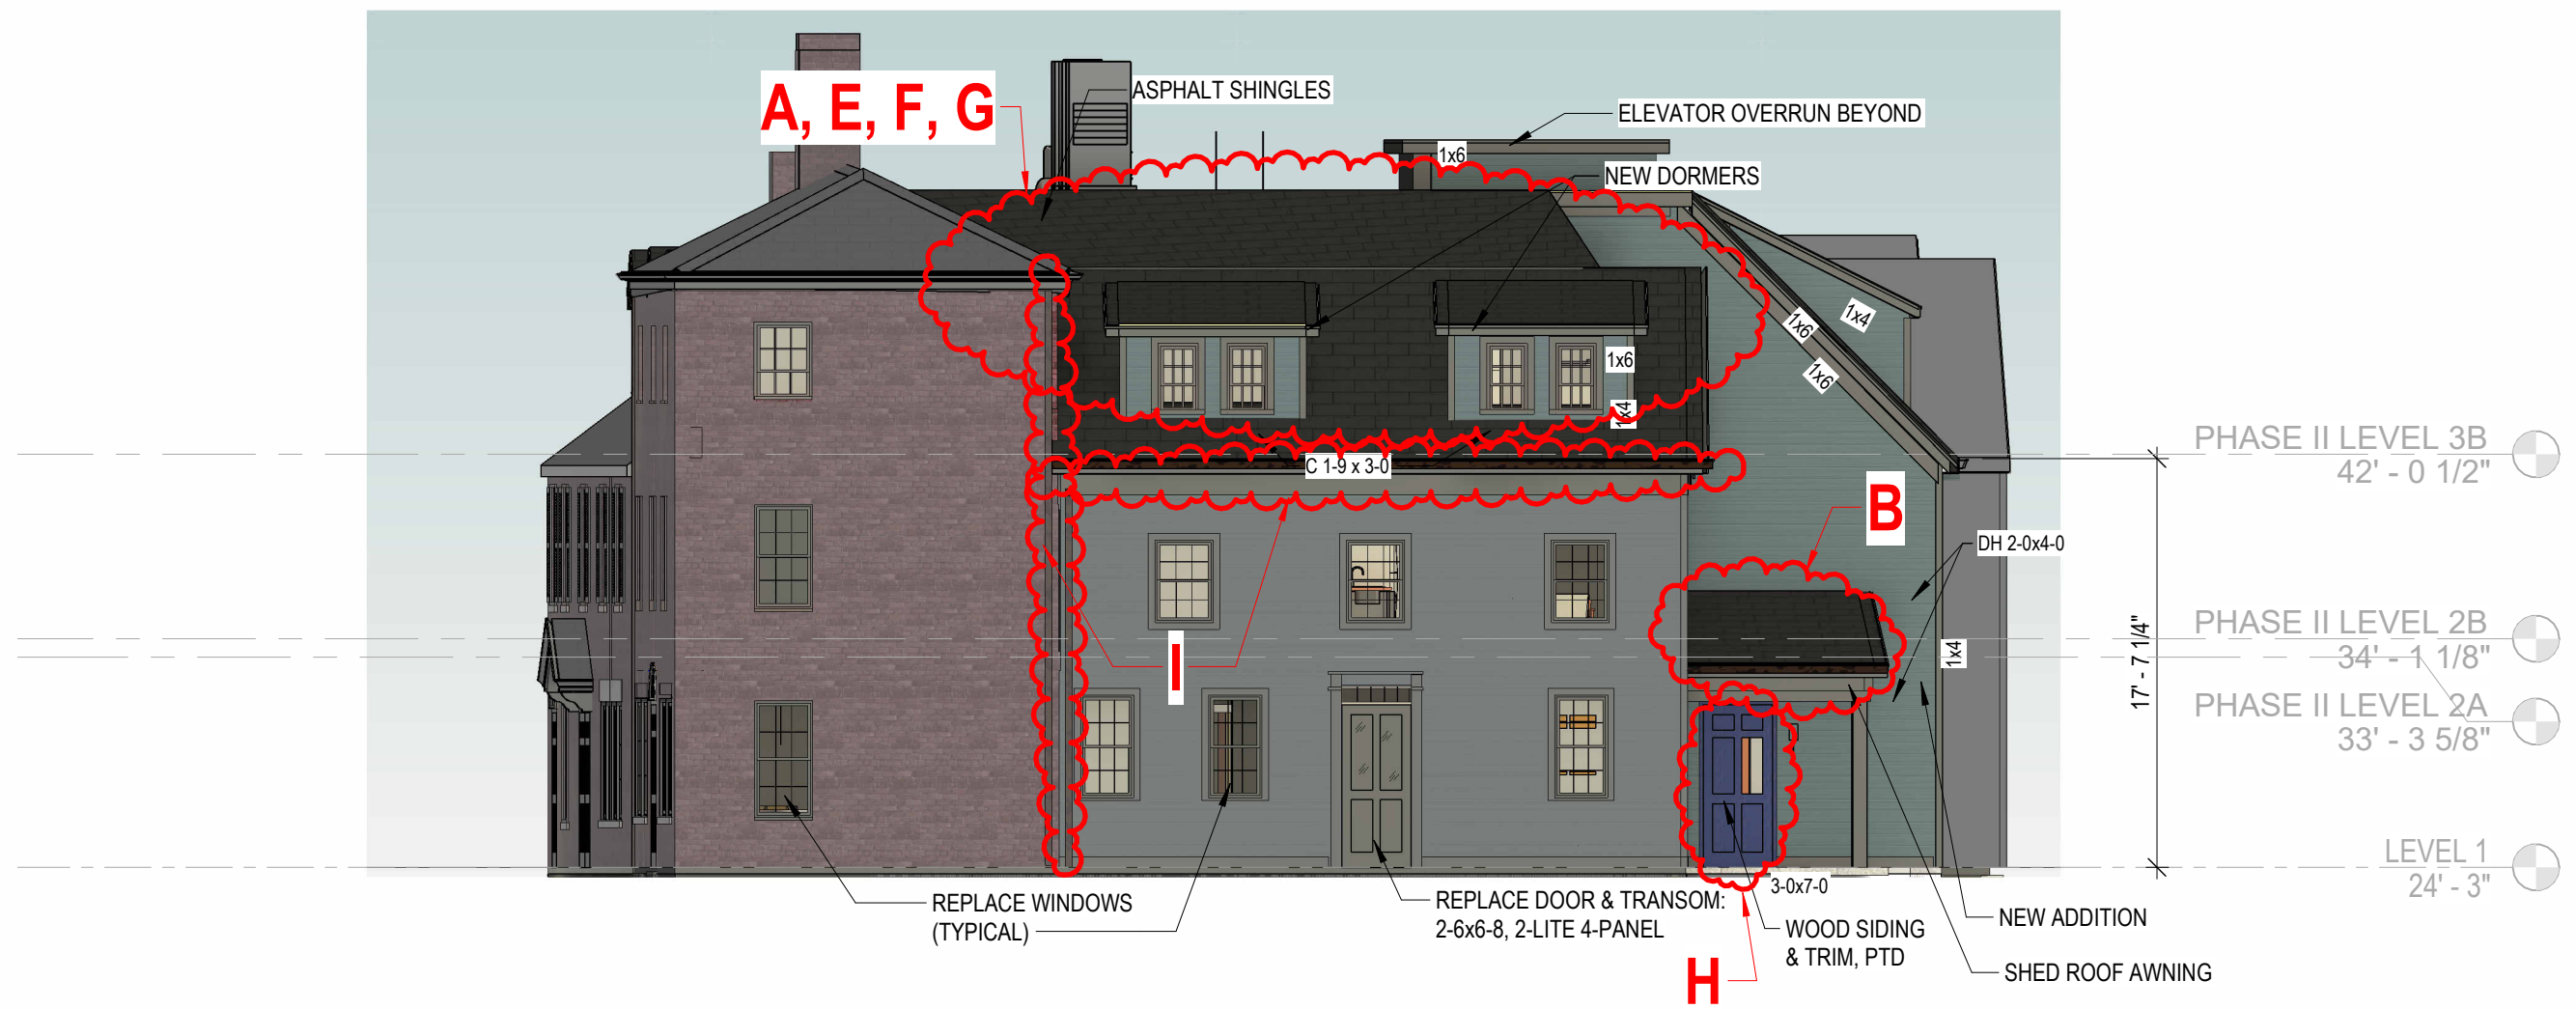 A, E, F, G
ASPHALT SHINGLES
ELEVATOR OVERRUN BEYOND
1x6
NEW DORMERS
1x4
1x6
1x6
1x6
1x4
C 1-9 x 3-0
PHASE II LEVEL 3B
42' - 0 1/2"
B
DH 2-0x4-0
PHASE II LEVEL 2B
34' - 1 1/8"
1x4
17' - 7 1/4"
I
PHASE II LEVEL 2A
33' - 3 5/8"
LEVEL 1
24' - 3"
3-0x7-0
REPLACE WINDOWS
(TYPICAL)
REPLACE DOOR & TRANSOM:
2-6x6-8, 2-LITE 4-PANEL
WOOD SIDING
& TRIM, PTD
NEW ADDITION
SHED ROOF AWNING
H